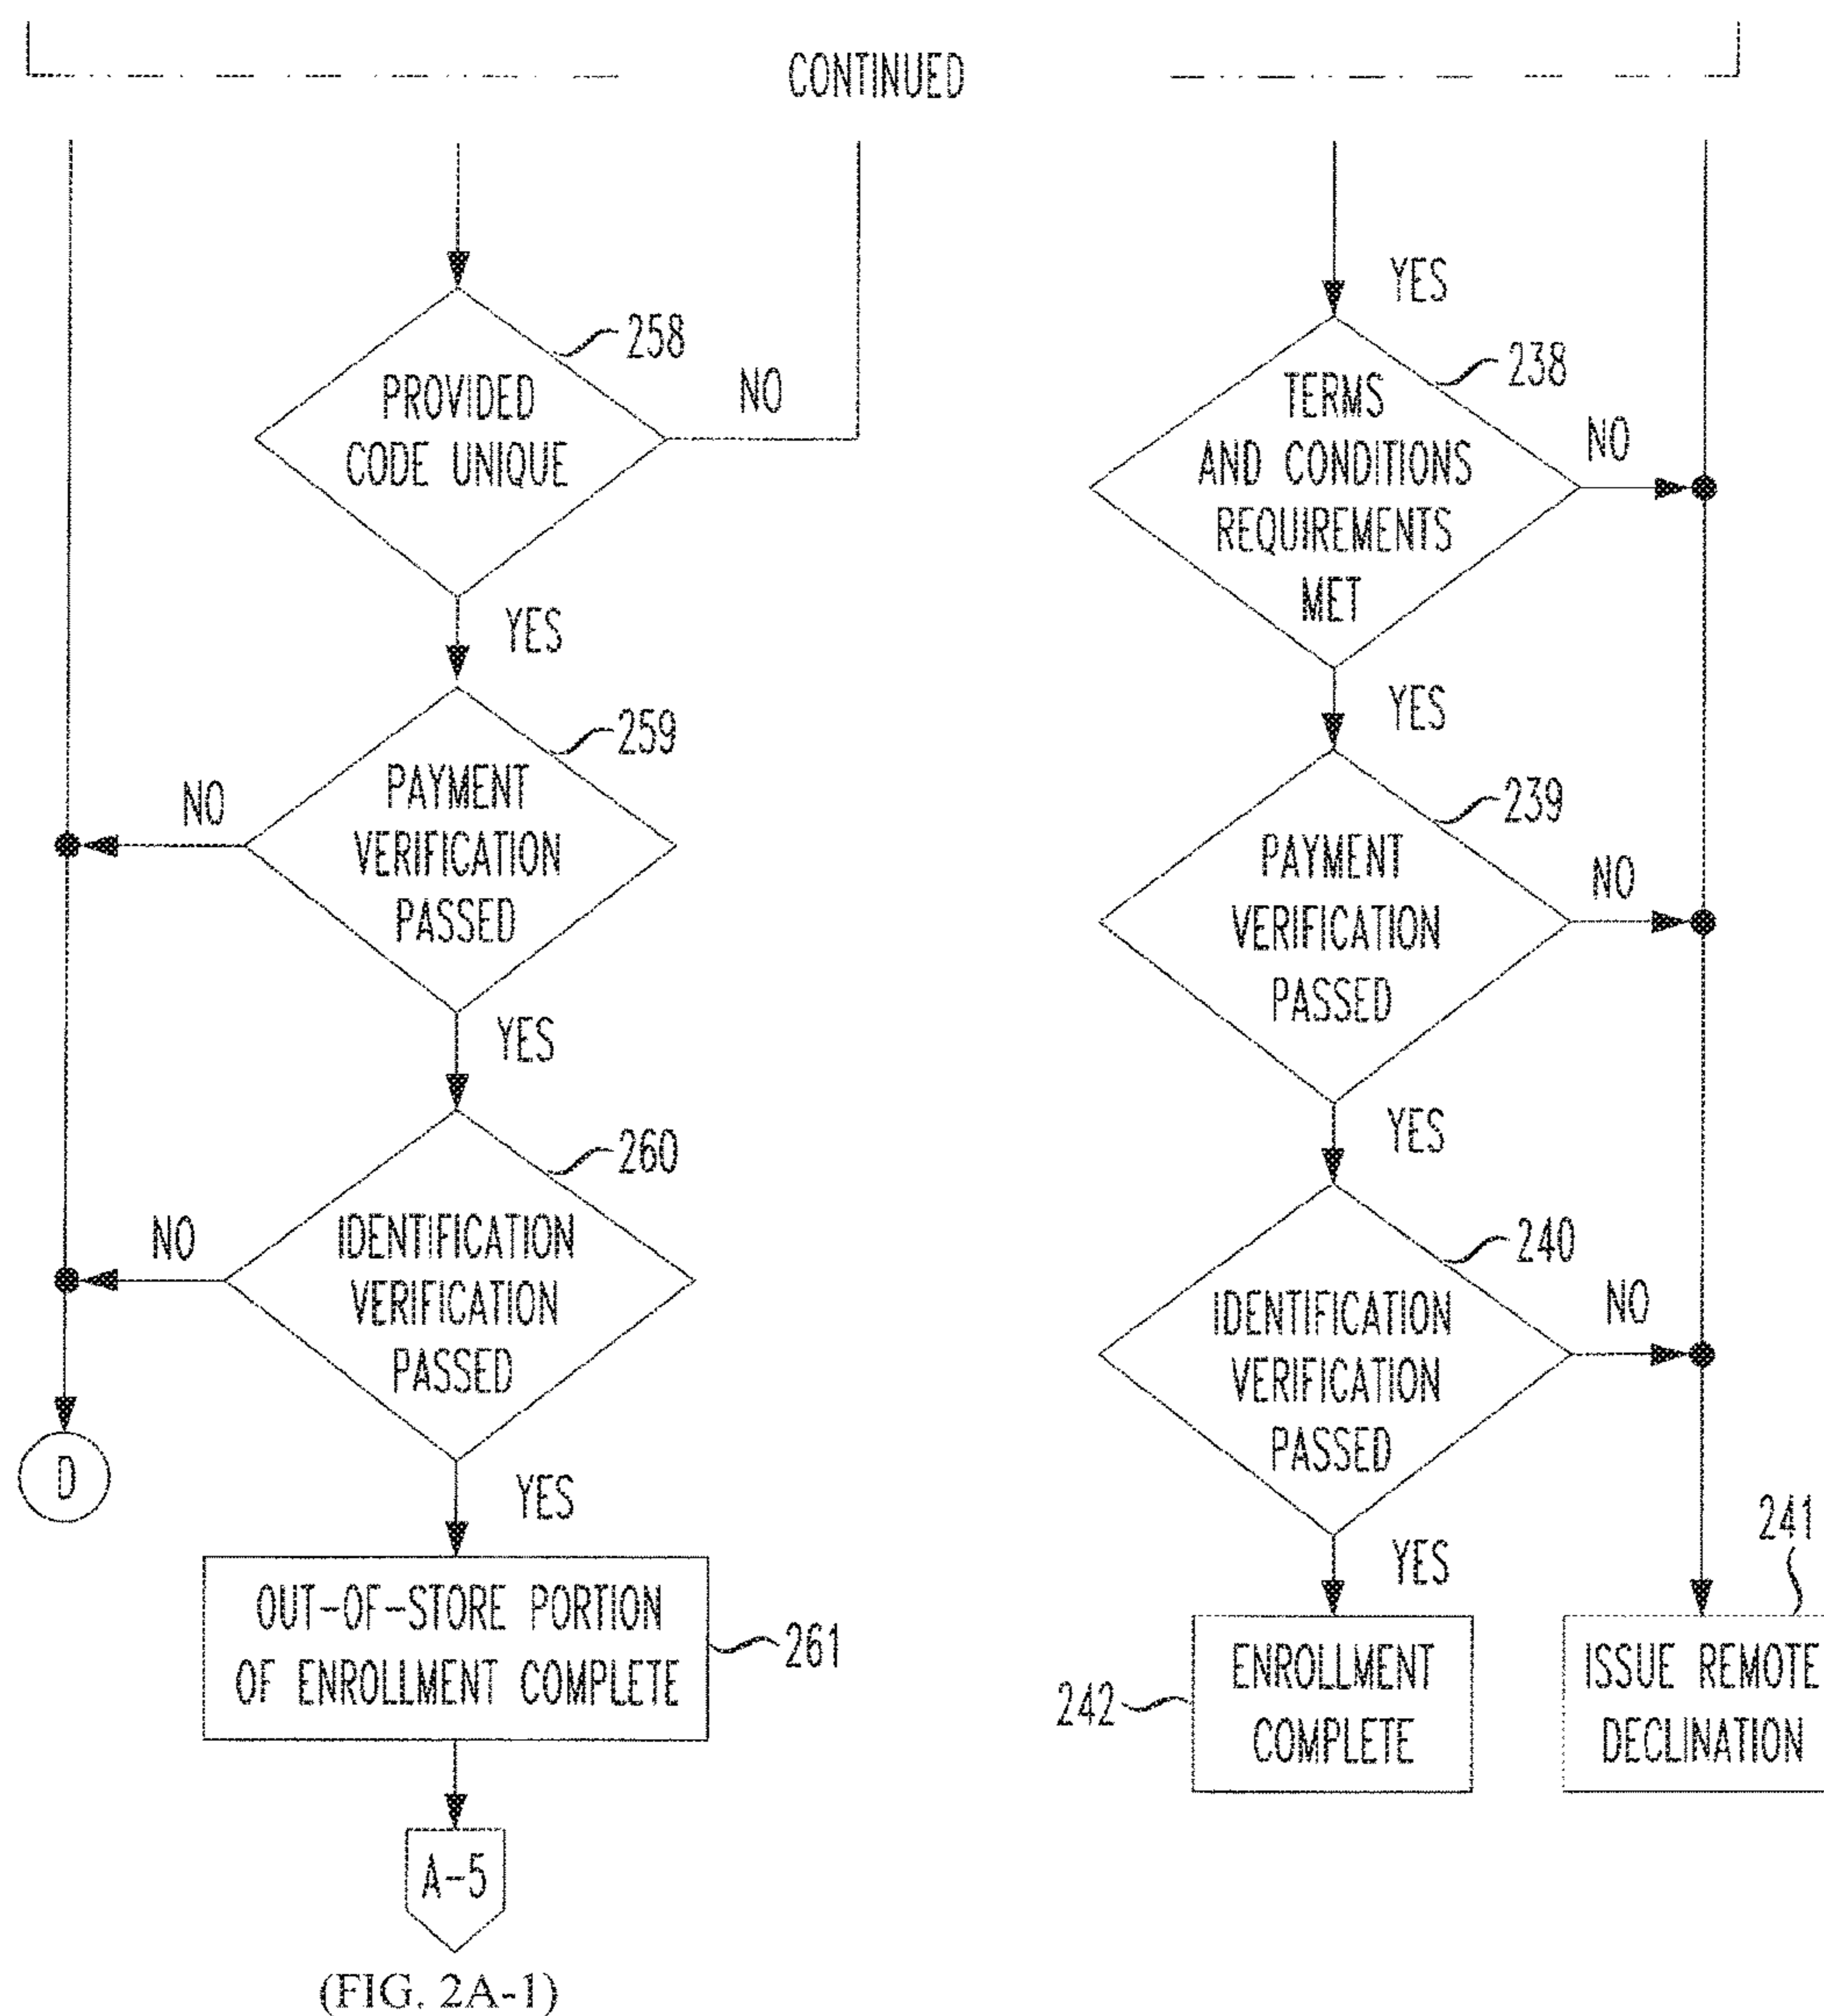 CONTINUED
258
PROVIDED
CODE UNIQUE
NO
YES
259
PAYMENT
VERIFICATION
PASSED
NO
YES
260
IDENTIFICATION
VERIFICATION
PASSED
NO
D
YES
OUT-OF-STORE PORTION
OF ENROLLMENT COMPLETE
261
A-5
(FIG. 2A-1)
YES
238
TERMS
AND CONDITIONS
REQUIREMENTS
MET
NO
YES
239
PAYMENT
VERIFICATION
PASSED
NO
YES
240
IDENTIFICATION
VERIFICATION
PASSED
NO
YES
242
ENROLLMENT
COMPLETE
241
ISSUE REMOTE
DECLINATION